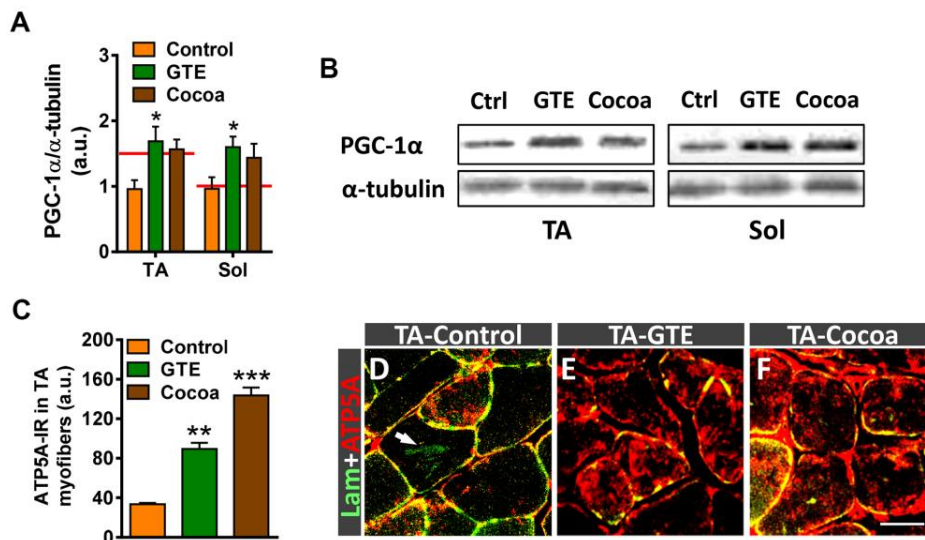 A
PGC-1α/α-tubulin
(a.u.)
3
2
1
0
Control
GTE
Cocoa
*
*
TA
Sol
B
Ctrl GTE Cocoa
Ctrl GTE Cocoa
PGC-1α
α-tubulin
TA
Sol
C
ATP5A-IR in TA
myofibers (a.u.)
200
160
120
80
40
0
Control
GTE
Cocoa
**
***
TA-Control
TA-GTE
TA-Cocoa
Lam+ATP5A
D
E
F